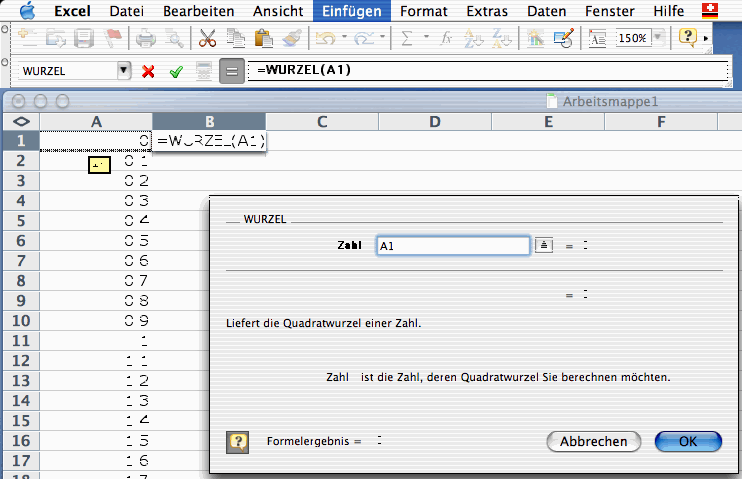 Excel Datei Bearbeiten Ansicht Einfügen Format Extras Daten Fenster Hilfe
150%
WURZEL =WURZEL(A1)
Arbeitsmappe1
A B C D E F
1 0 =WURZEL(A1)
2 0 1
3 0 2
4 0 3
5 0 4
6 0 5
7 0 6
8 0 7
9 0 8
10 0 9
11 1
12 1 1
13 1 2
14 1 3
15 1 4
16 1 5
17 1 6
18 1 7
WURZEL
Zahl A1 =
=
Liefert die Quadratwurzel einer Zahl.
Zahl ist die Zahl, deren Quadratwurzel Sie berechnen möchten.
Formelergebnis =
Abbrechen OK